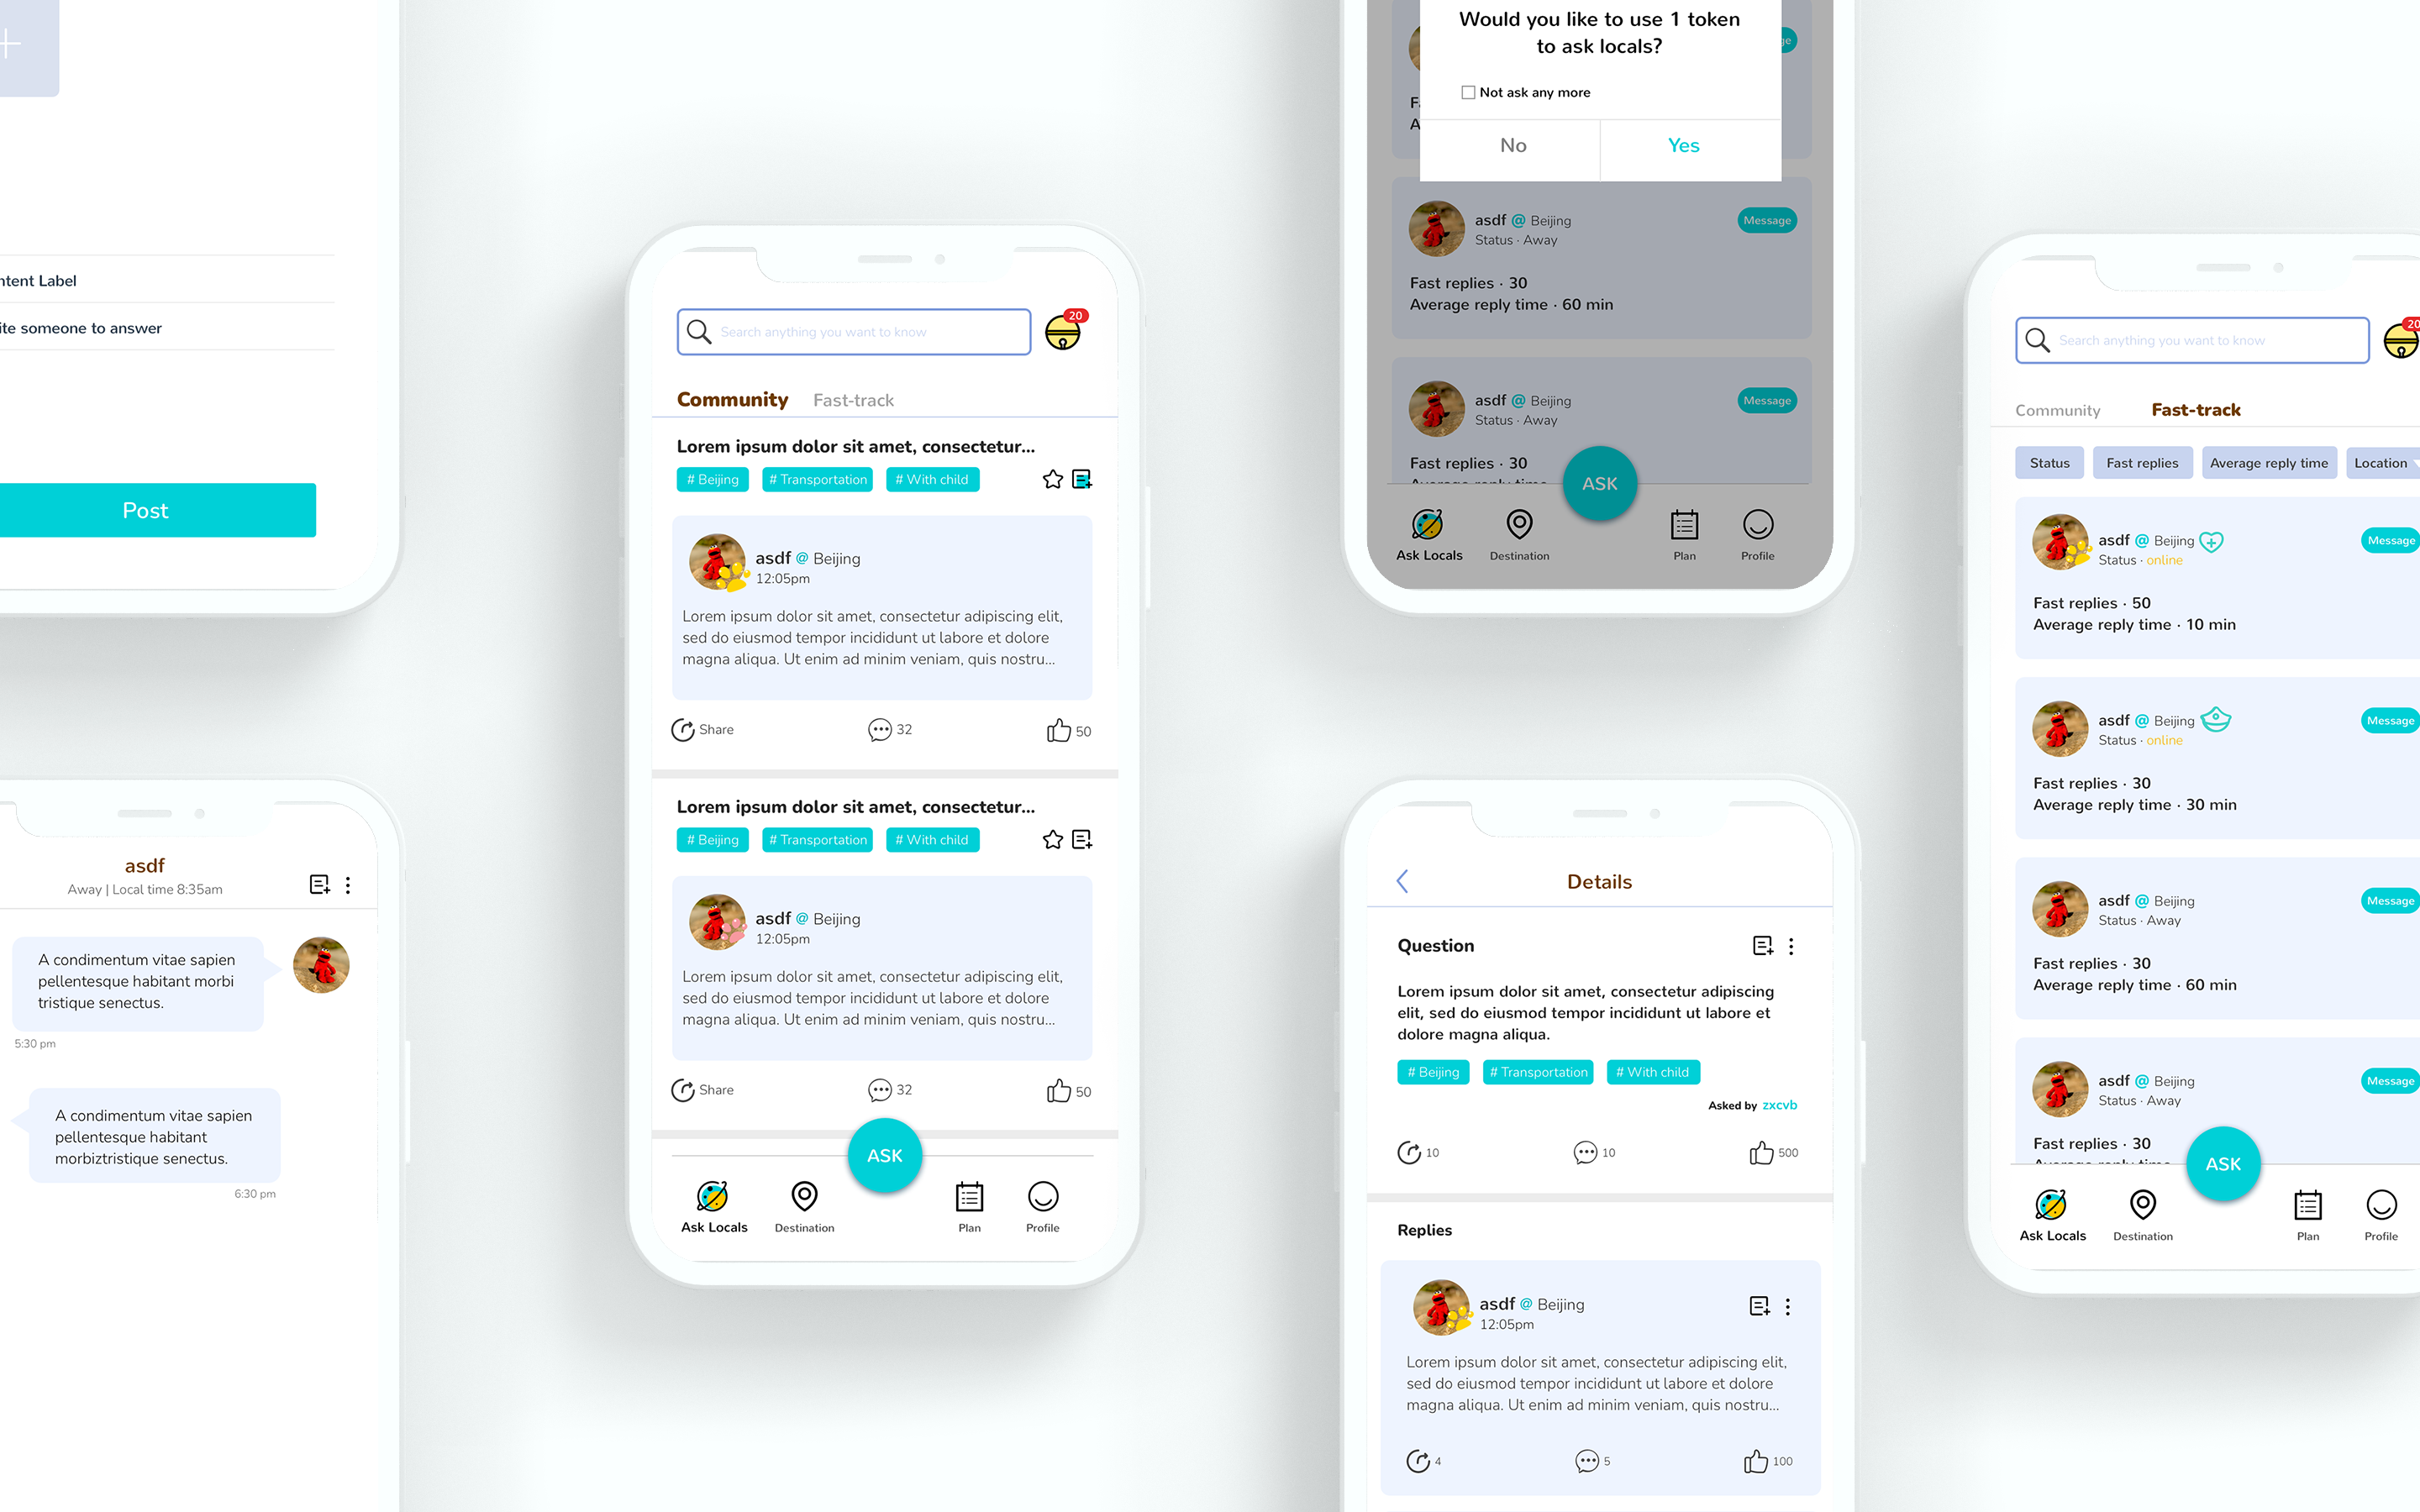 ntent Label
ite someone to answer
Post
asdf
Away | Local time 8:35am
A condimentum vitae sapien
pellentesque habitant morbi
tristique senectus.
5:30 pm
A condimentum vitae sapien
pellentesque habitant
morbiztristique senectus.
6:30 pm
Search anything you want to know
20
Community
Fast-track
Lorem ipsum dolor sit amet, consectetur...
# Beijing
# Transportation
# With child
asdf @ Beijing
12:05pm
Lorem ipsum dolor sit amet, consectetur adipiscing elit,
sed do eiusmod tempor incididunt ut labore et dolore
magna aliqua. Ut enim ad minim veniam, quis nostru...
Share
32
50
Lorem ipsum dolor sit amet, consectetur...
# Beijing
# Transportation
# With child
asdf @ Beijing
12:05pm
Lorem ipsum dolor sit amet, consectetur adipiscing elit,
sed do eiusmod tempor incididunt ut labore et dolore
magna aliqua. Ut enim ad minim veniam, quis nostru...
Share
32
50
ASK
Ask Locals
Destination
Plan
Profile
Would you like to use 1 token
to ask locals?
Not ask any more
No
Yes
asdf @ Beijing
Status · Away
Message
Fast replies · 30
Average reply time · 60 min
asdf @ Beijing
Status · Away
Message
Fast replies · 30
ASK
Ask Locals
Destination
Plan
Profile
Details
Question
Lorem ipsum dolor sit amet, consectetur adipiscing
elit, sed do eiusmod tempor incididunt ut labore et
dolore magna aliqua.
# Beijing
# Transportation
# With child
Asked by zxcvb
10
10
500
Replies
asdf @ Beijing
12:05pm
Lorem ipsum dolor sit amet, consectetur adipiscing elit,
sed do eiusmod tempor incididunt ut labore et dolore
magna aliqua. Ut enim ad minim veniam, quis nostru...
4
5
100
Search anything you want to know
20
Community
Fast-track
Status
Fast replies
Average reply time
Location
asdf @ Beijing
Status · online
Message
Fast replies · 50
Average reply time · 10 min
asdf @ Beijing
Status · online
Message
Fast replies · 30
Average reply time · 30 min
asdf @ Beijing
Status · Away
Message
Fast replies · 30
Average reply time · 60 min
asdf @ Beijing
Status · Away
Message
Fast replies · 30
ASK
Ask Locals
Destination
Plan
Profile